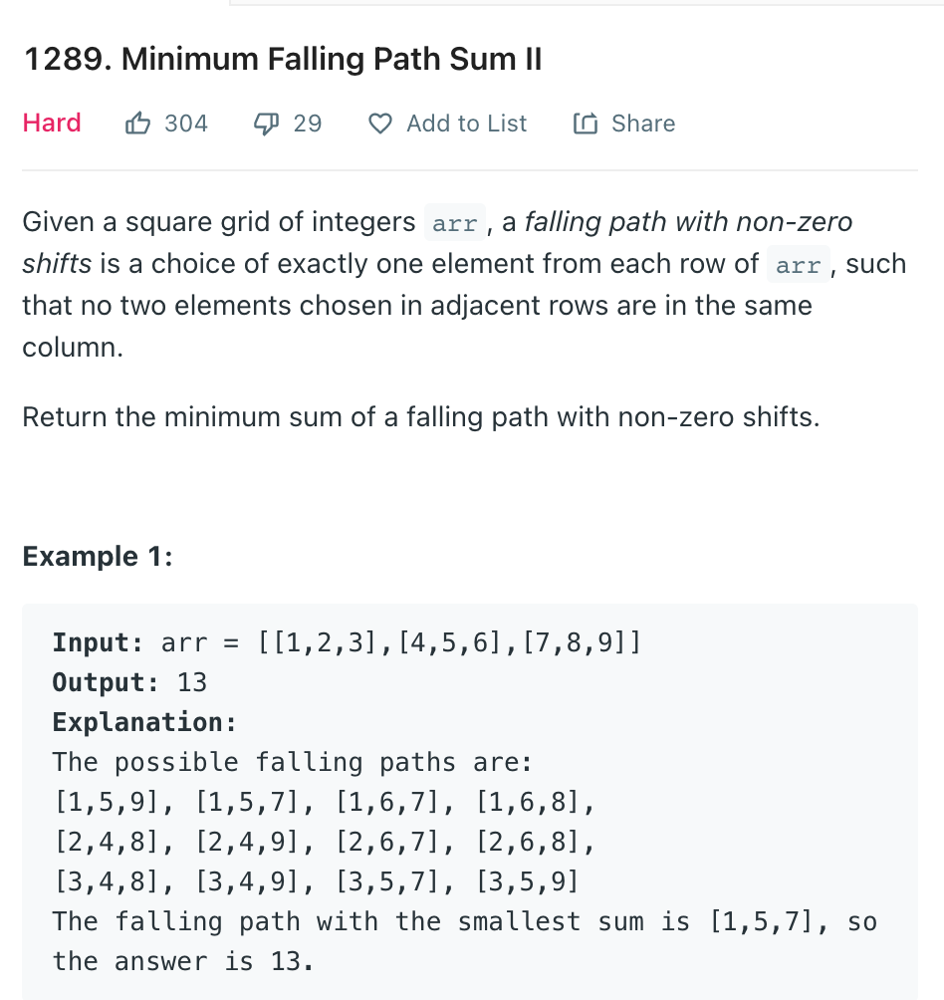 1289. Minimum Falling Path Sum II
Hard 304 29 Add to List Share
Given a square grid of integers arr, a falling path with non-zero
shifts is a choice of exactly one element from each row of arr, such
that no two elements chosen in adjacent rows are in the same
column.
Return the minimum sum of a falling path with non-zero shifts.
Example 1:
Input: arr = [[1,2,3],[4,5,6],[7,8,9]]
Output: 13
Explanation:
The possible falling paths are:
[1,5,9], [1,5,7], [1,6,7], [1,6,8],
[2,4,8], [2,4,9], [2,6,7], [2,6,8],
[3,4,8], [3,4,9], [3,5,7], [3,5,9]
The falling path with the smallest sum is [1,5,7], so
the answer is 13.